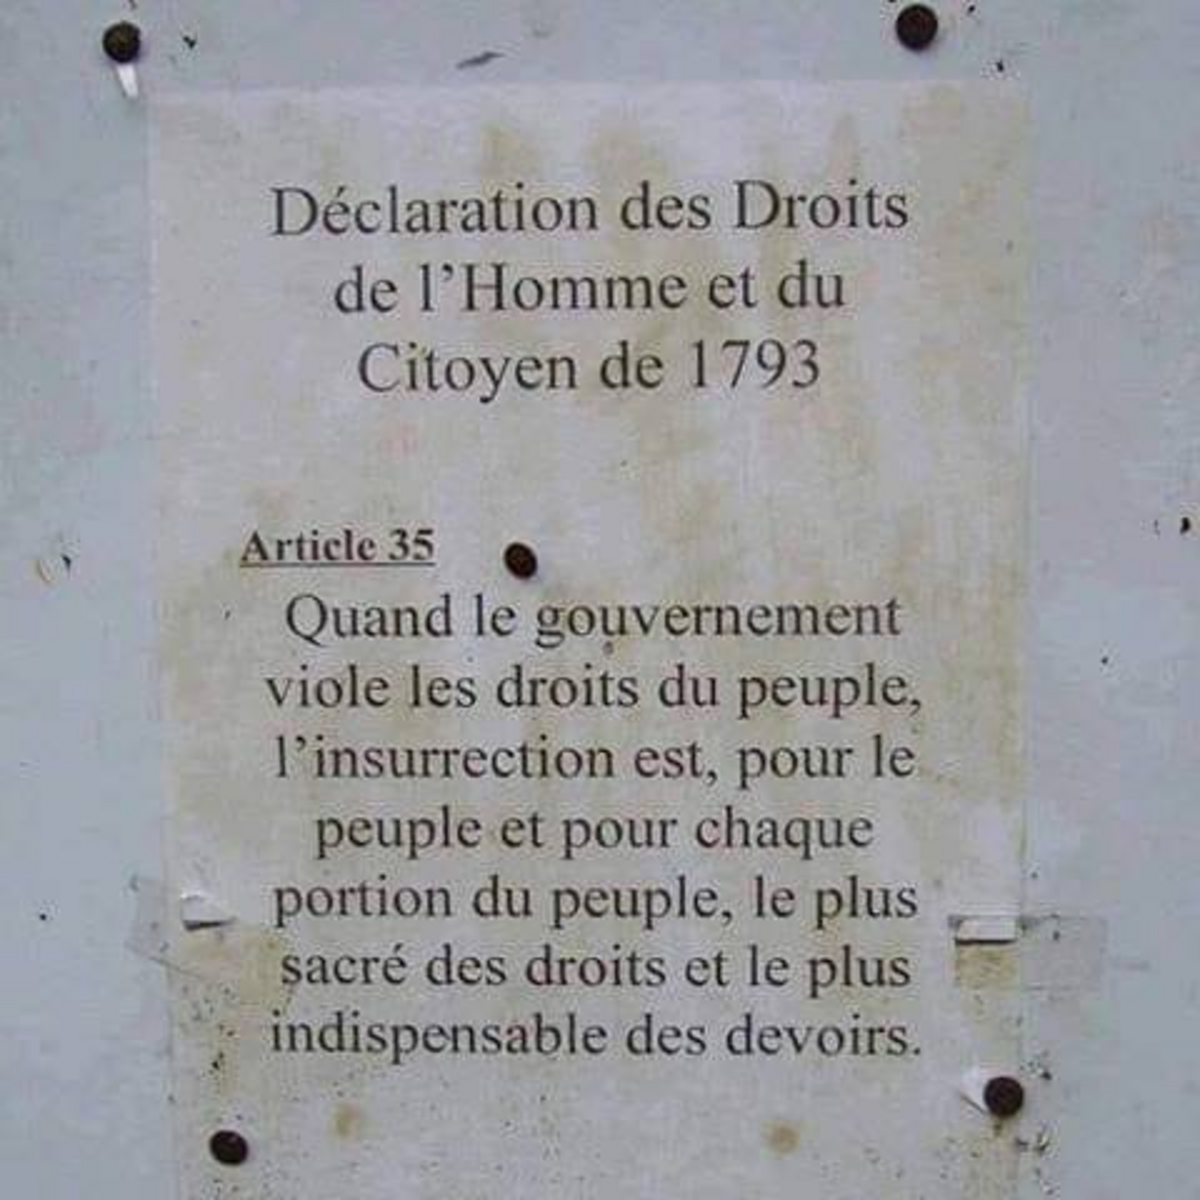 Déclaration des Droits
de l’Homme et du
Citoyen de 1793
Article 35
Quand le gouvernement
viole les droits du peuple,
l’insurrection est, pour le
peuple et pour chaque
portion du peuple, le plus
sacré des droits et le plus
indispensable des devoirs.